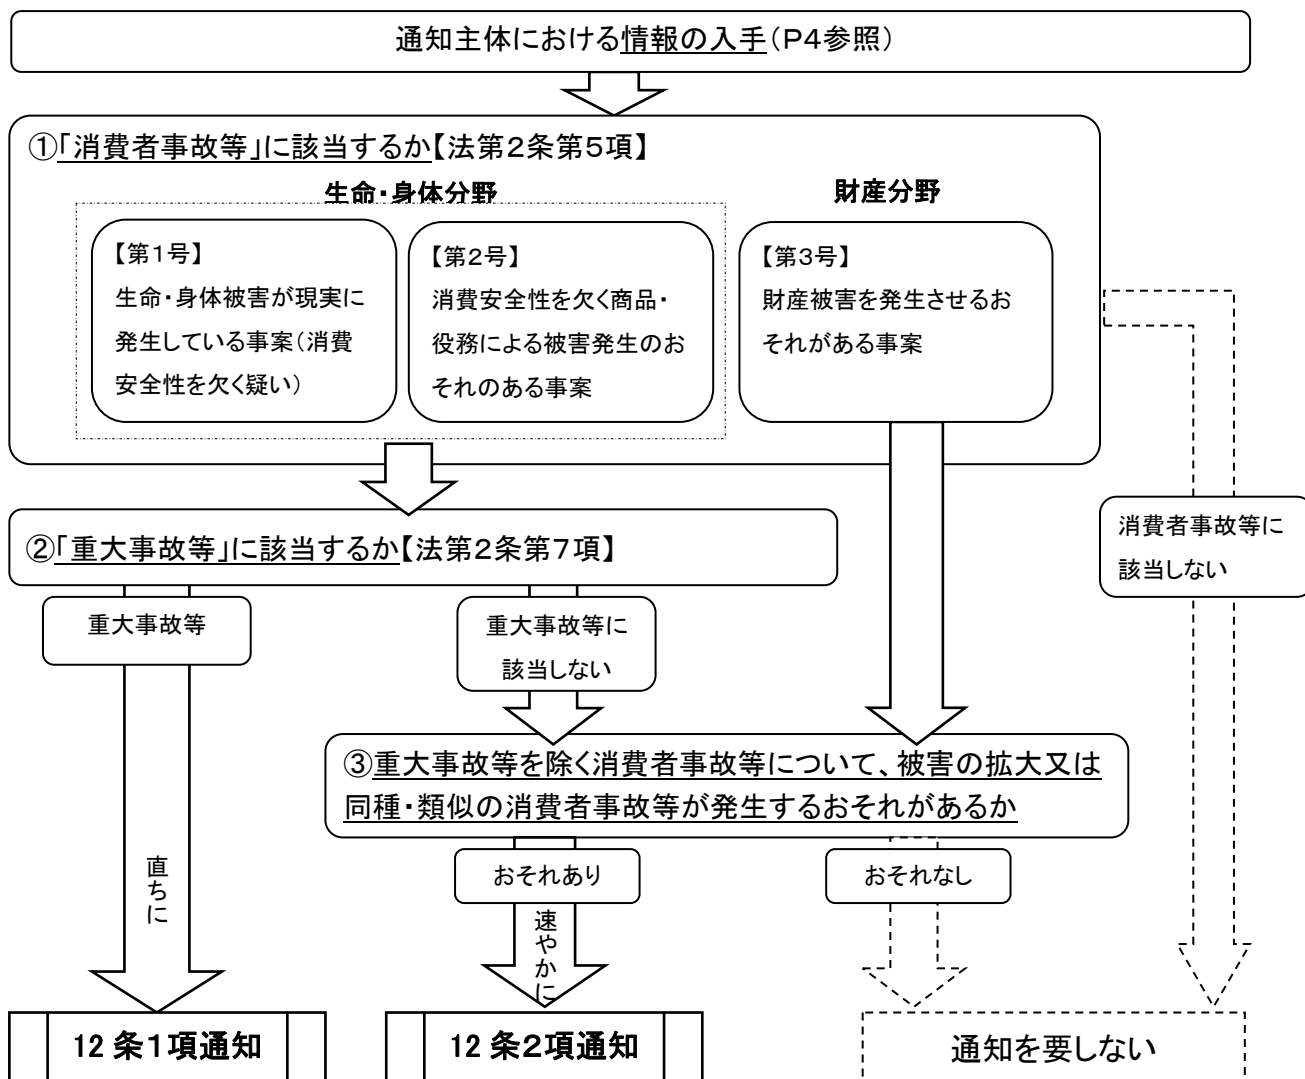 通知主体における情報の入手（P4参照）
①「消費者事故等」に該当するか【法第2条第5項】
生命・身体分野
財産分野
【第1号】
生命・身体被害が現実に
発生している事案（消費
安全性を欠く疑い）
【第2号】
消費安全性を欠く商品・
役務による被害発生のお
それのある事案
【第3号】
財産被害を発生させるお
それがある事案
消費者事故等に
該当しない
②「重大事故等」に該当するか【法第2条第7項】
重大事故等
重大事故等に
該当しない
③重大事故等を除く消費者事故等について、被害の拡大又は
同種・類似の消費者事故等が発生するおそれがあるか
おそれあり
おそれなし
直ちに
速やかに
12条1項通知
12条2項通知
通知を要しない